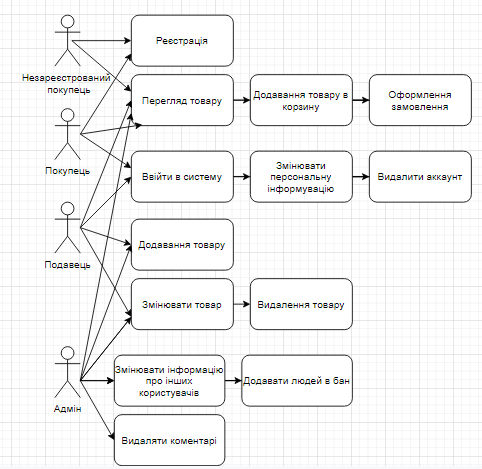 Реєстрація
Незареєстрований
покупець
Перегляд товару
Додавання товару в
корзину
Оформлення
замовлення
Покупець
Ввійти в систему
Змінювати
персональну
інформувацію
Видалити аккаунт
Подавець
Додавання товару
Змінювати товар
Видалення товару
Адмін
Змінювати інформацію
про інших
користувачів
Додавати людей в бан
Видаляти коментарі